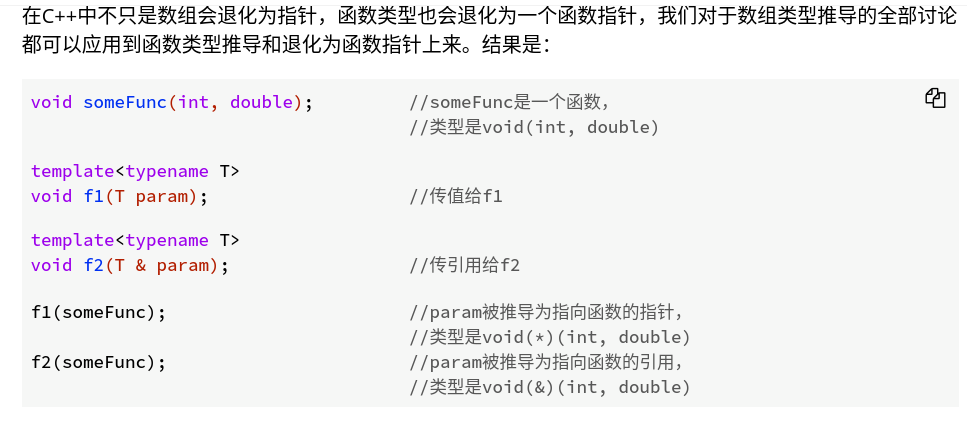 在C++中不只是数组会退化为指针，函数类型也会退化为一个函数指针，我们对于数组类型推导的全部讨论
都可以应用到函数类型推导和退化为函数指针上来。结果是：
void someFunc(int, double);         //someFunc是一个函数，
                                    //类型是void(int, double)
template<typename T>
void f1(T param);                   //传值给f1
template<typename T>
void f2(T & param);                 //传引用给f2
f1(someFunc);                       //param被推导为指向函数的指针，
                                    //类型是void(*)(int, double)
f2(someFunc);                       //param被推导为指向函数的引用，
                                    //类型是void(&)(int, double)